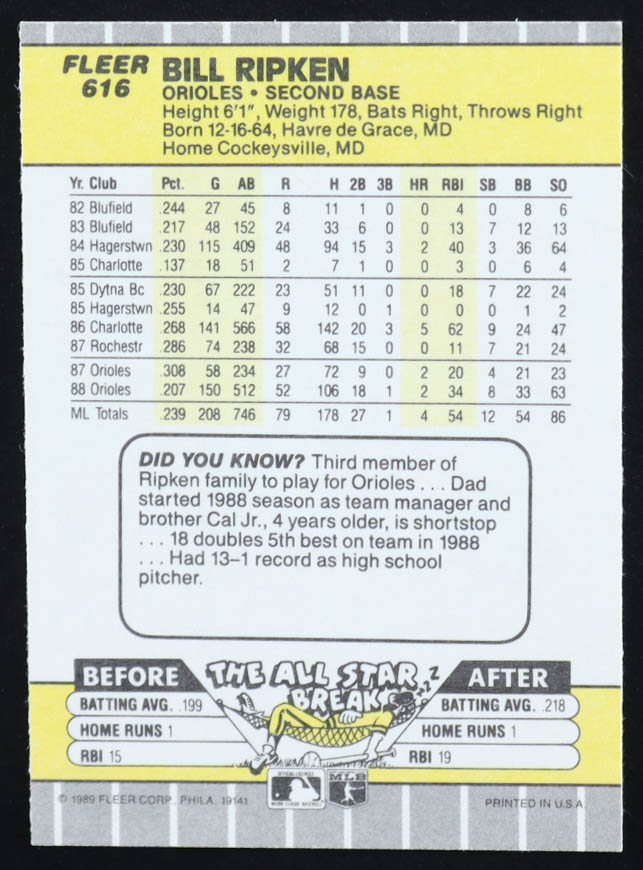 FLEER
616
BILL RIPKEN
ORIOLES • SECOND BASE
Height 6'1", Weight 178, Bats Right, Throws Right
Born 12-16-64, Havre de Grace, MD
Home Cockeysville, MD
Yr. Club Pct. G AB R H 2B 3B HR RBI SB BB SO
82 Blufield .244 27 45 8 11 1 0 0 4 0 8 6
83 Blufield .217 48 152 24 33 6 0 0 13 7 12 13
84 Hagerstwn .230 115 409 48 94 15 3 2 40 3 36 64
85 Charlotte .137 18 51 2 7 1 0 0 3 0 6 4
85 Dytna Bc .230 67 222 23 51 11 0 0 18 7 22 24
85 Hagerstwn .255 14 47 9 12 0 1 0 0 0 1 2
86 Charlotte .268 141 566 58 142 20 3 5 62 9 24 47
87 Rochestr .286 74 238 32 68 15 0 0 11 7 21 24
87 Orioles .308 58 234 27 72 9 0 2 20 4 21 23
88 Orioles .207 150 512 52 106 18 1 2 34 8 33 63
ML Totals .239 208 746 79 178 27 1 4 54 12 54 86
DID YOU KNOW? Third member of
Ripken family to play for Orioles . . . Dad
started 1988 season as team manager and
brother Cal Jr., 4 years older, is shortstop
. . . 18 doubles 5th best on team in 1988
. . . Had 13–1 record as high school
pitcher.
BEFORE
THE ALL STAR BREAK
Z
Z
Z
AFTER
BATTING AVG. .199
HOME RUNS 1
RBI 15
BATTING AVG. .218
HOME RUNS 1
RBI 19
© 1989 FLEER CORP., PHILA. 19141
OFFICIAL LICENSEE
MAJOR LEAGUE BASEBALL
MLB
PRINTED IN U.S.A.